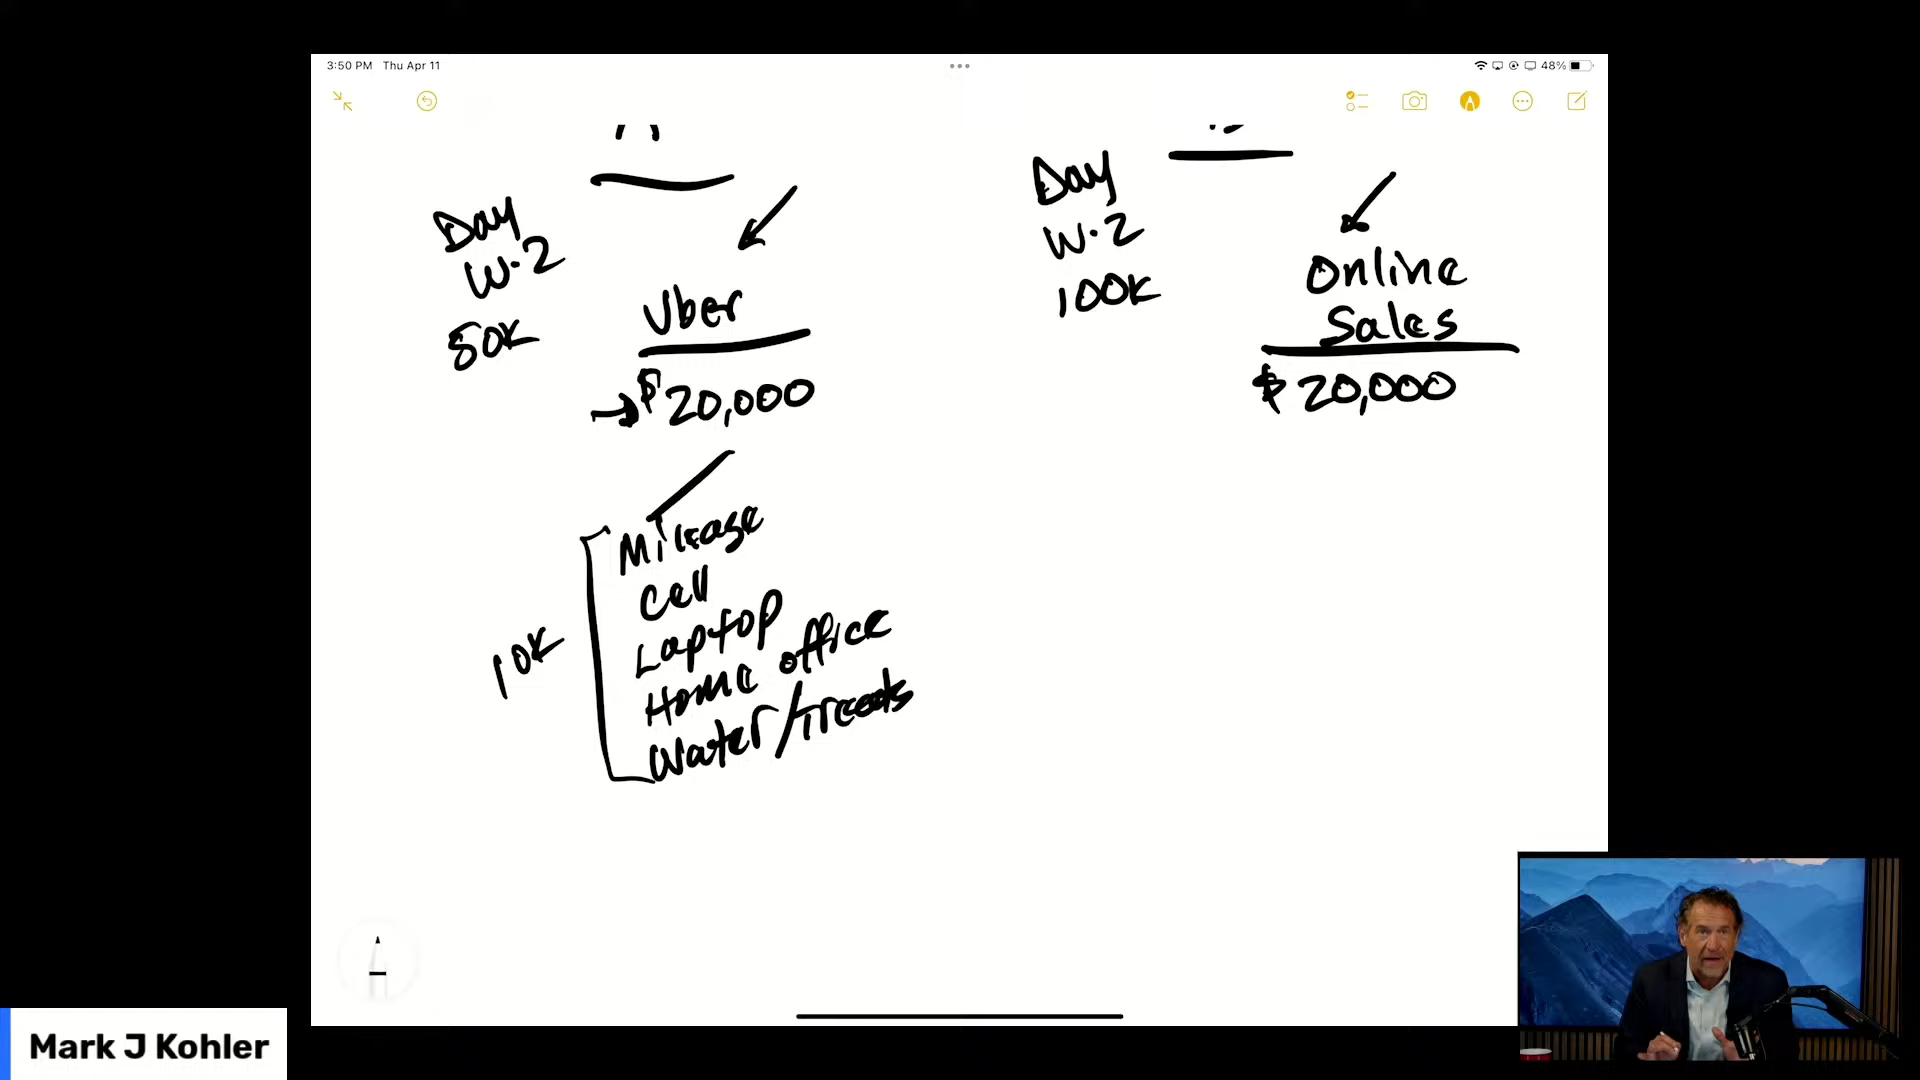 3:50 PM Thu Apr 11
48%
Day
W-2
50K
Uber
$20,000
Mileage
Cell
Laptop
Home office
Water/Treats
10K
Day
W-2
100K
Online
Sales
$20,000
Mark J Kohler